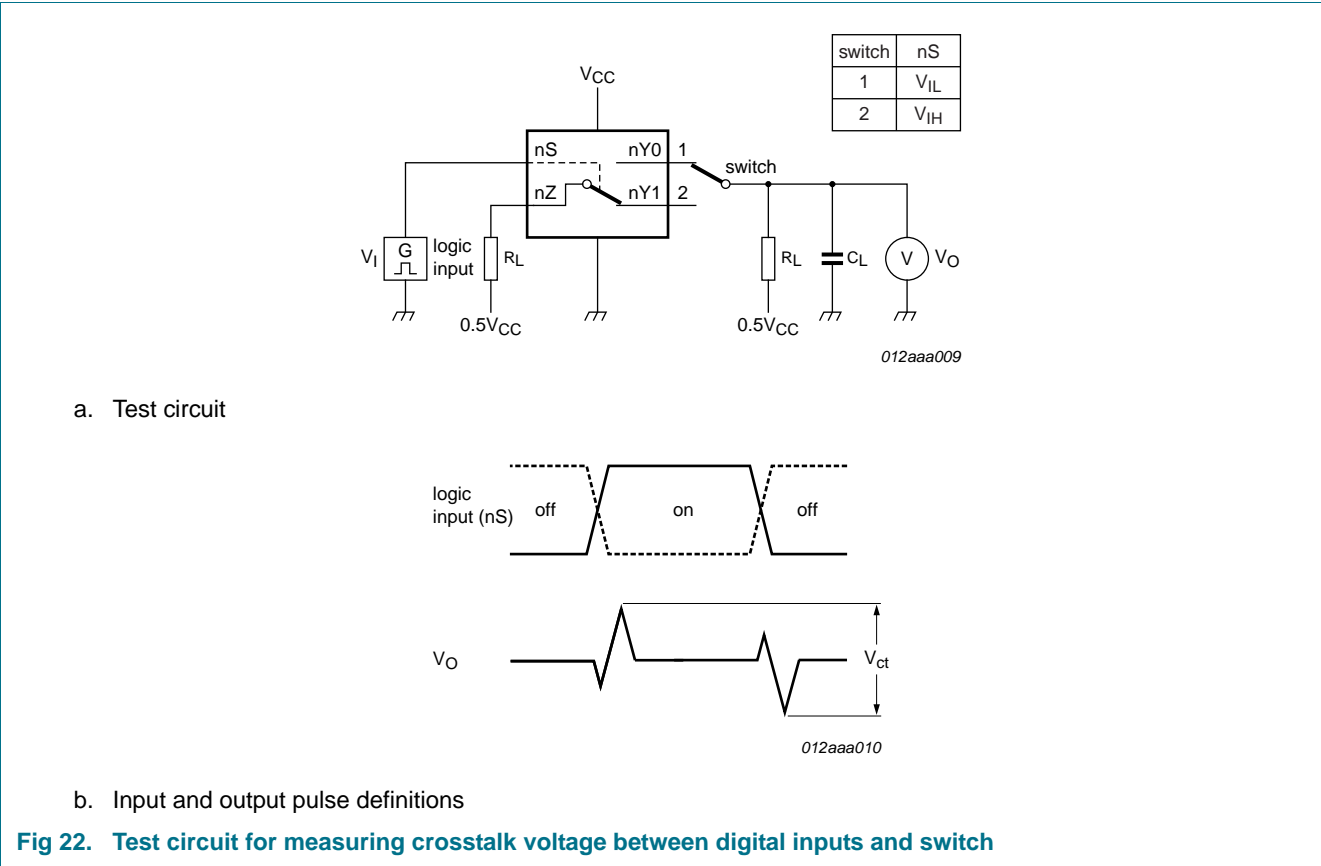 switch nS
1 VIL
2 VIH
VCC
nS nY0 1
switch
nZ nY1 2
VI G logic input RL
RL CL V VO
0.5VCC 0.5VCC
012aaa009
a. Test circuit
logic
input (nS) off on off
VO Vct
012aaa010
b. Input and output pulse definitions
Fig 22. Test circuit for measuring crosstalk voltage between digital inputs and switch